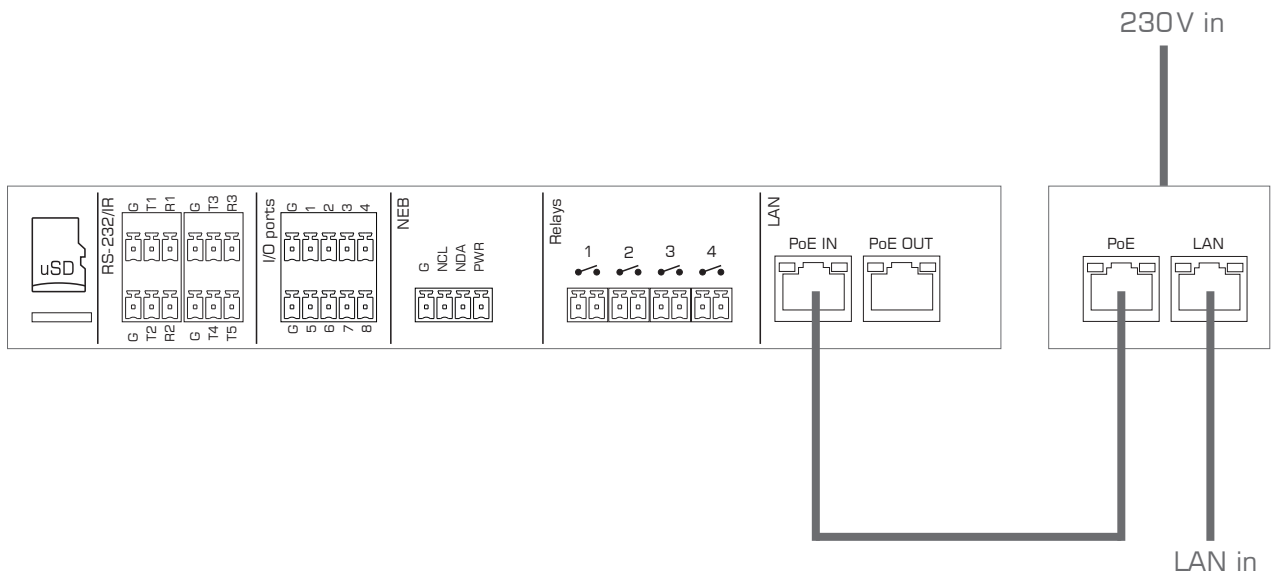 230V in
uSD
RS-232/IR
G T1 R1 G T3 R3
G T2 R2 G T4 T5
I/O ports
G 1 2 3 4
G 5 6 7 8
NEB
G NCL NDA PWR
Relays
1 2 3 4
LAN
PoE IN PoE OUT
PoE LAN
LAN in